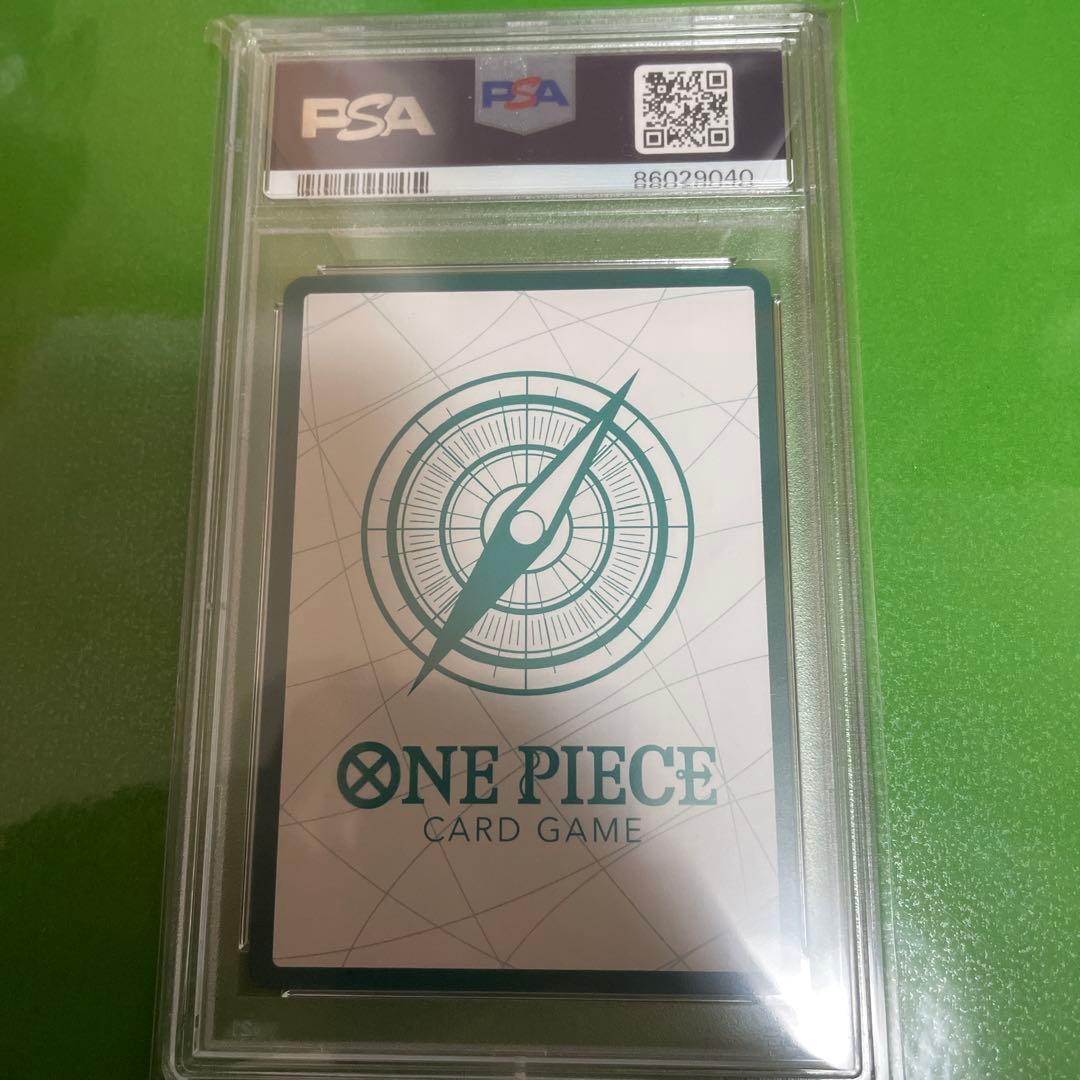 PSA
PSA
86029040
ONE PIECE
CARD GAME